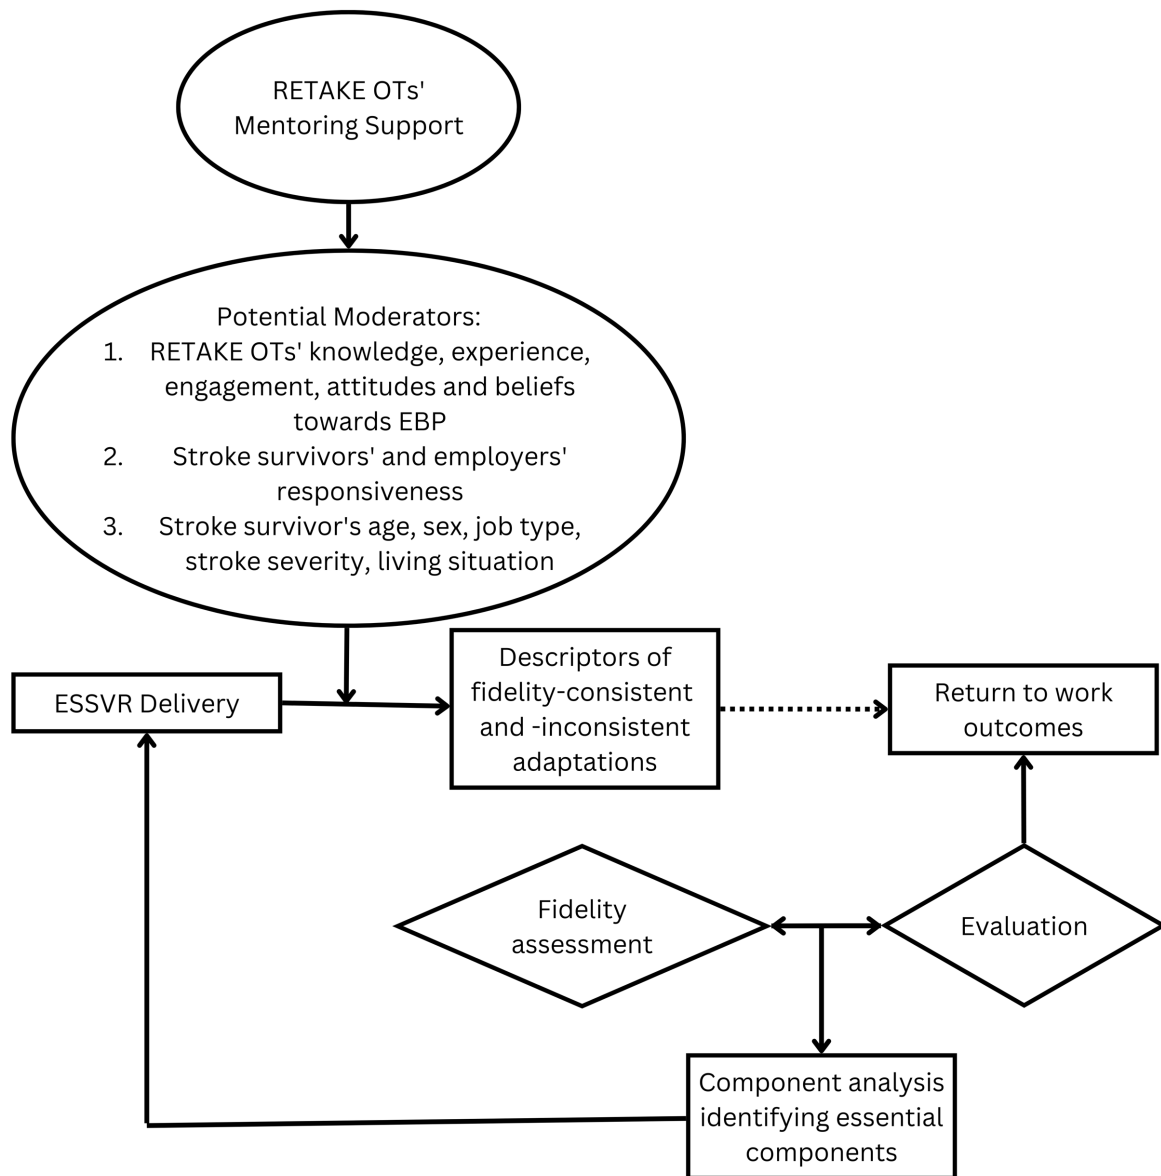 RETAKE OTs'
Mentoring Support
Potential Moderators:
1. RETAKE OTs' knowledge, experience,
engagement, attitudes and beliefs
towards EBP
2. Stroke survivors' and employers'
responsiveness
3. Stroke survivor's age, sex, job type,
stroke severity, living situation
ESSVR Delivery
Descriptors of
fidelity-consistent
and -inconsistent
adaptations
Return to work
outcomes
Fidelity
assessment
Evaluation
Component analysis
identifying essential
components